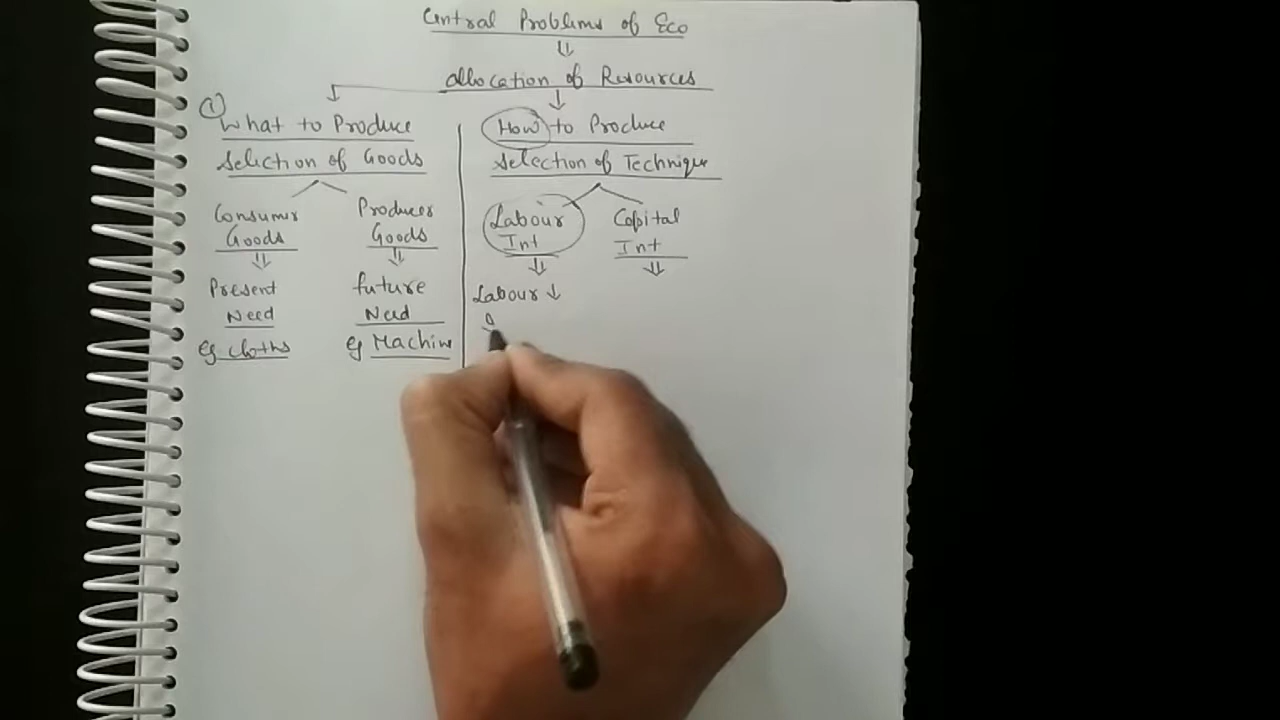 Central Problems of Eco
⇓
Allocation of Resources
①
What to Produce
Selection of Goods
Consumer
Goods
⇓
Present
Need
eg Cloths
Producer
Goods
⇓
future
Need
eg Machine
How to Produce
Selection of Technique
Labour
Int
⇓
Labour ↓
Capital
Int
⇓